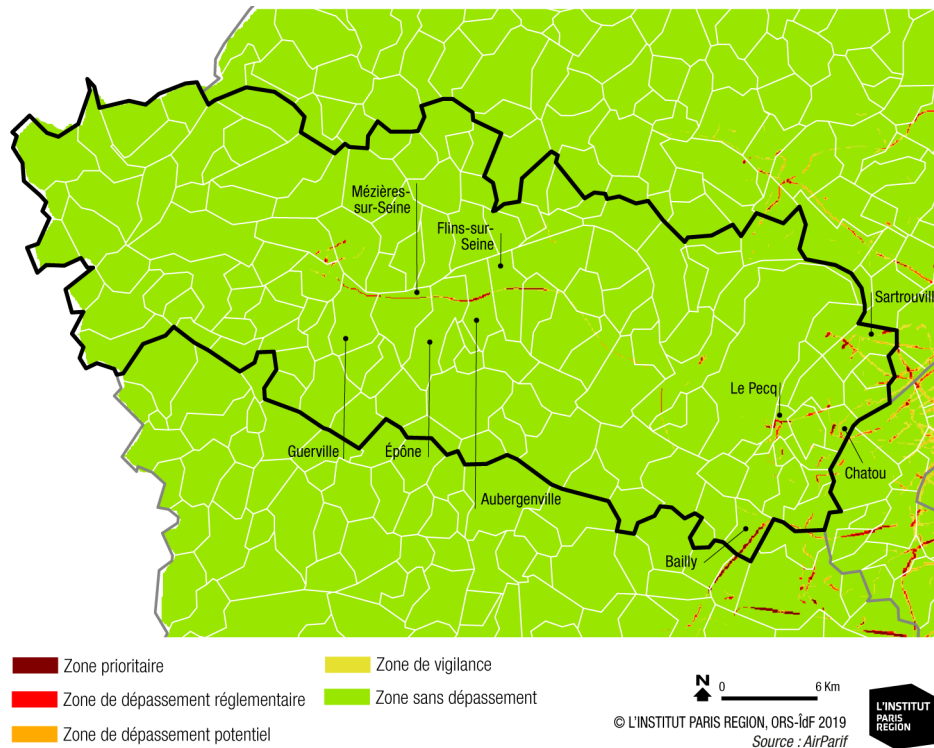 Mézières-
sur-Seine
Flins-sur-
Seine
Sartrouvill
Le Pecq
Guerville
Épône
Chatou
Aubergenville
Bailly
Zone prioritaire
Zone de vigilance
Zone de dépassement réglementaire
Zone sans dépassement
Zone de dépassement potentiel
N
0 6 Km
© L'INSTITUT PARIS REGION, ORS-ÎdF 2019
Source : AirParif
L'INSTITUT
PARIS
REGION